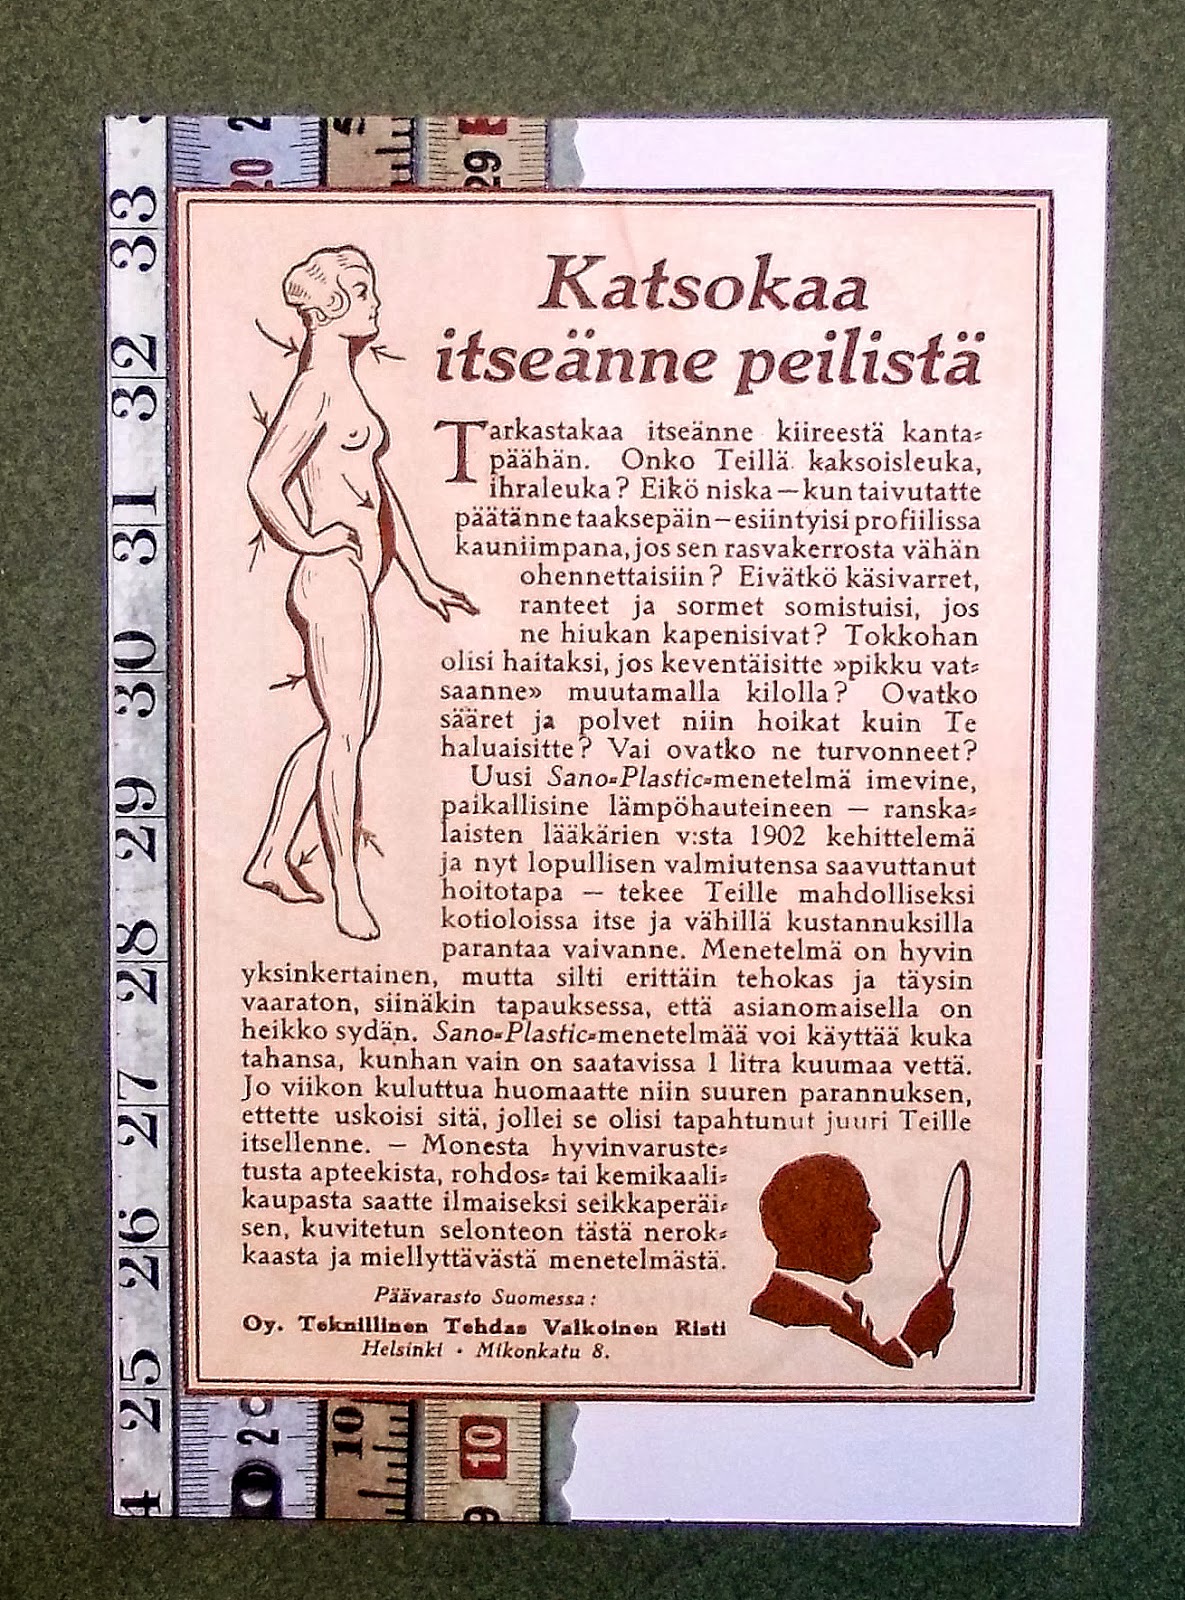 33
32
31
30
29
28
27
26
25
4
20
2
5
29
Katsokaa
itseänne peilistä
Tarkastakaa itseänne kiireestä kanta=
päähän. Onko Teillä kaksoisleuka,
ihraleuka? Eikö niska — kun taivutatte
päätänne taaksepäin — esiintyisi profiilissa
kauniimpana, jos sen rasvakerrosta vähän
ohennettaisiin? Eivätkö käsivarret,
ranteet ja sormet somistuisi, jos
ne hiukan kapenisivat? Tokkohan
olisi haitaksi, jos keventäisitte »pikku vat=
saanne» muutamalla kilolla? Ovatko
sääret ja polvet niin hoikat kuin Te
haluaisitte? Vai ovatko ne turvonneet?
Uusi Sano=Plastic=menetelmä imevine,
paikallisine lämpöhauteineen — ranska=
laisten lääkärien v:sta 1902 kehittelemä
ja nyt lopullisen valmiutensa saavuttanut
hoitotapa — tekee Teille mahdolliseksi
kotioloissa itse ja vähillä kustannuksilla
parantaa vaivanne. Menetelmä on hyvin
yksinkertainen, mutta silti erittäin tehokas ja täysin
vaaraton, siinäkin tapauksessa, että asianomaisella on
heikko sydän. Sano=Plastic=menetelmää voi käyttää kuka
tahansa, kunhan vain on saatavissa 1 litra kuumaa vettä.
Jo viikon kuluttua huomaatte niin suuren parannuksen,
ettette uskoisi sitä, jollei se olisi tapahtunut juuri Teille
itsellenne. — Monesta hyvinvaruste=
tusta apteekista, rohdos= tai kemikaali=
kaupasta saatte ilmaiseksi seikkaperäi=
sen, kuvitetun selonteon tästä nerok=
kaasta ja miellyttävästä menetelmästä.
Päävarasto Suomessa:
Oy. Teknillinen Tehdas Valkoinen Risti
Helsinki • Mikonkatu 8.
2
10
10
9